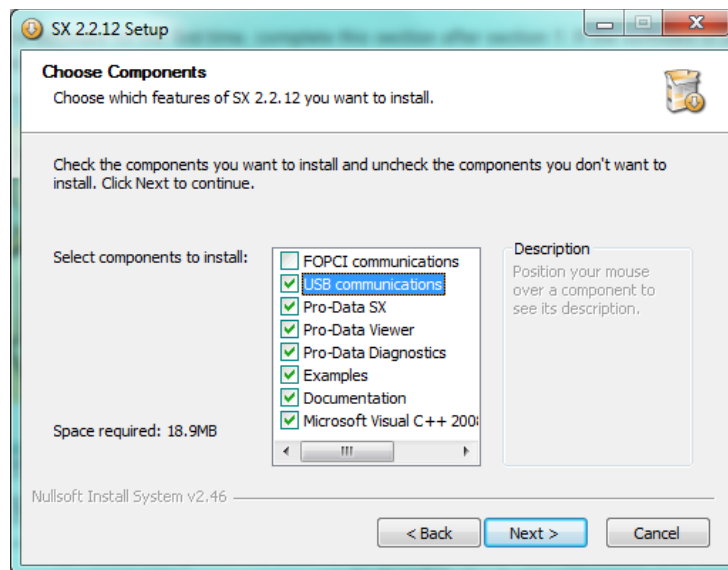 SX 2.2.12 Setup
Choose Components
Choose which features of SX 2.2.12 you want to install.
Check the components you want to install and uncheck the components you don't want to
install. Click Next to continue.
Select components to install:
FOPCI communications
USB communications
Pro-Data SX
Pro-Data Viewer
Pro-Data Diagnostics
Examples
Documentation
Microsoft Visual C++ 200
Description
Position your mouse
over a component to
see its description.
Space required: 18.9MB
Nullsoft Install System v2.46
< Back
Next >
Cancel